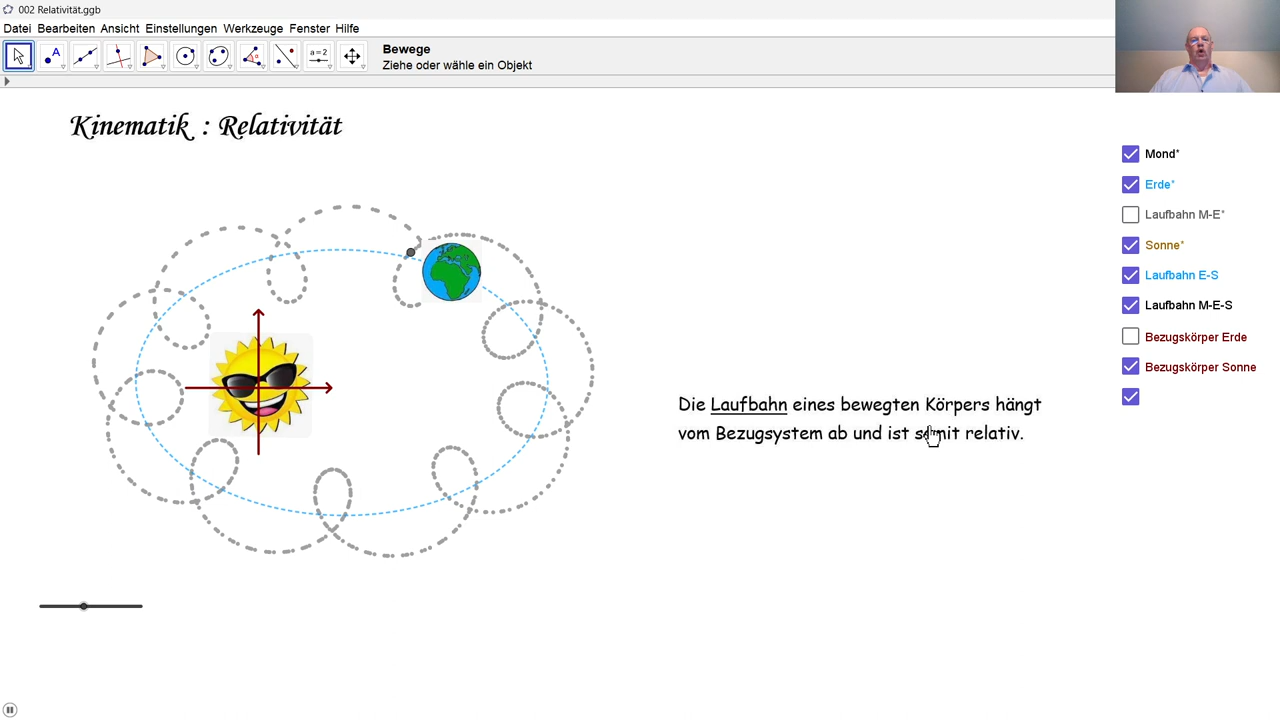 002 Relativität.ggb
Datei Bearbeiten Ansicht Einstellungen Werkzeuge Fenster Hilfe
A
a=2
Bewege
Ziehe oder wähle ein Objekt
Kinematik : Relativität
Mond*
Erde*
Laufbahn M-E*
Sonne*
Laufbahn E-S
Laufbahn M-E-S
Bezugskörper Erde
Bezugskörper Sonne
Die Laufbahn eines bewegten Körpers hängt
vom Bezugsystem ab und ist somit relativ.